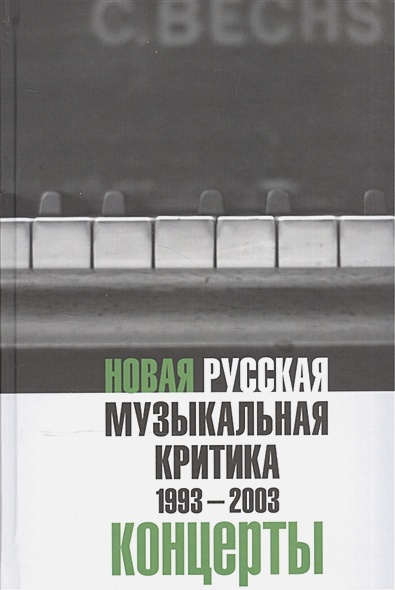 C. BECHS
НОВАЯ РУССКАЯ
МУЗЫКАЛЬНАЯ
КРИТИКА
1993 – 2003
концерты